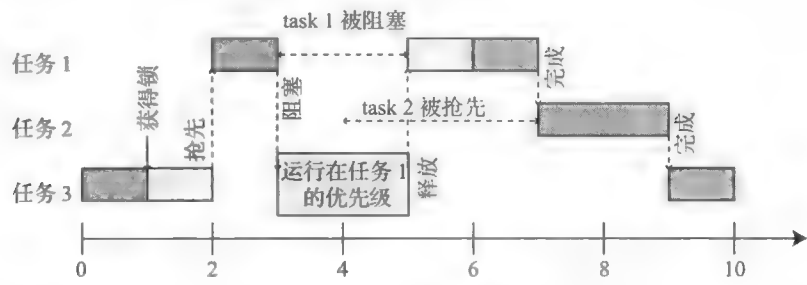 task 1 被阻塞
任务 1
获得锁
抢先
阻塞
完成
任务 2
task 2 被抢先
完成
任务 3
运行在任务 1
的优先级
释放
0 2 4 6 8 10